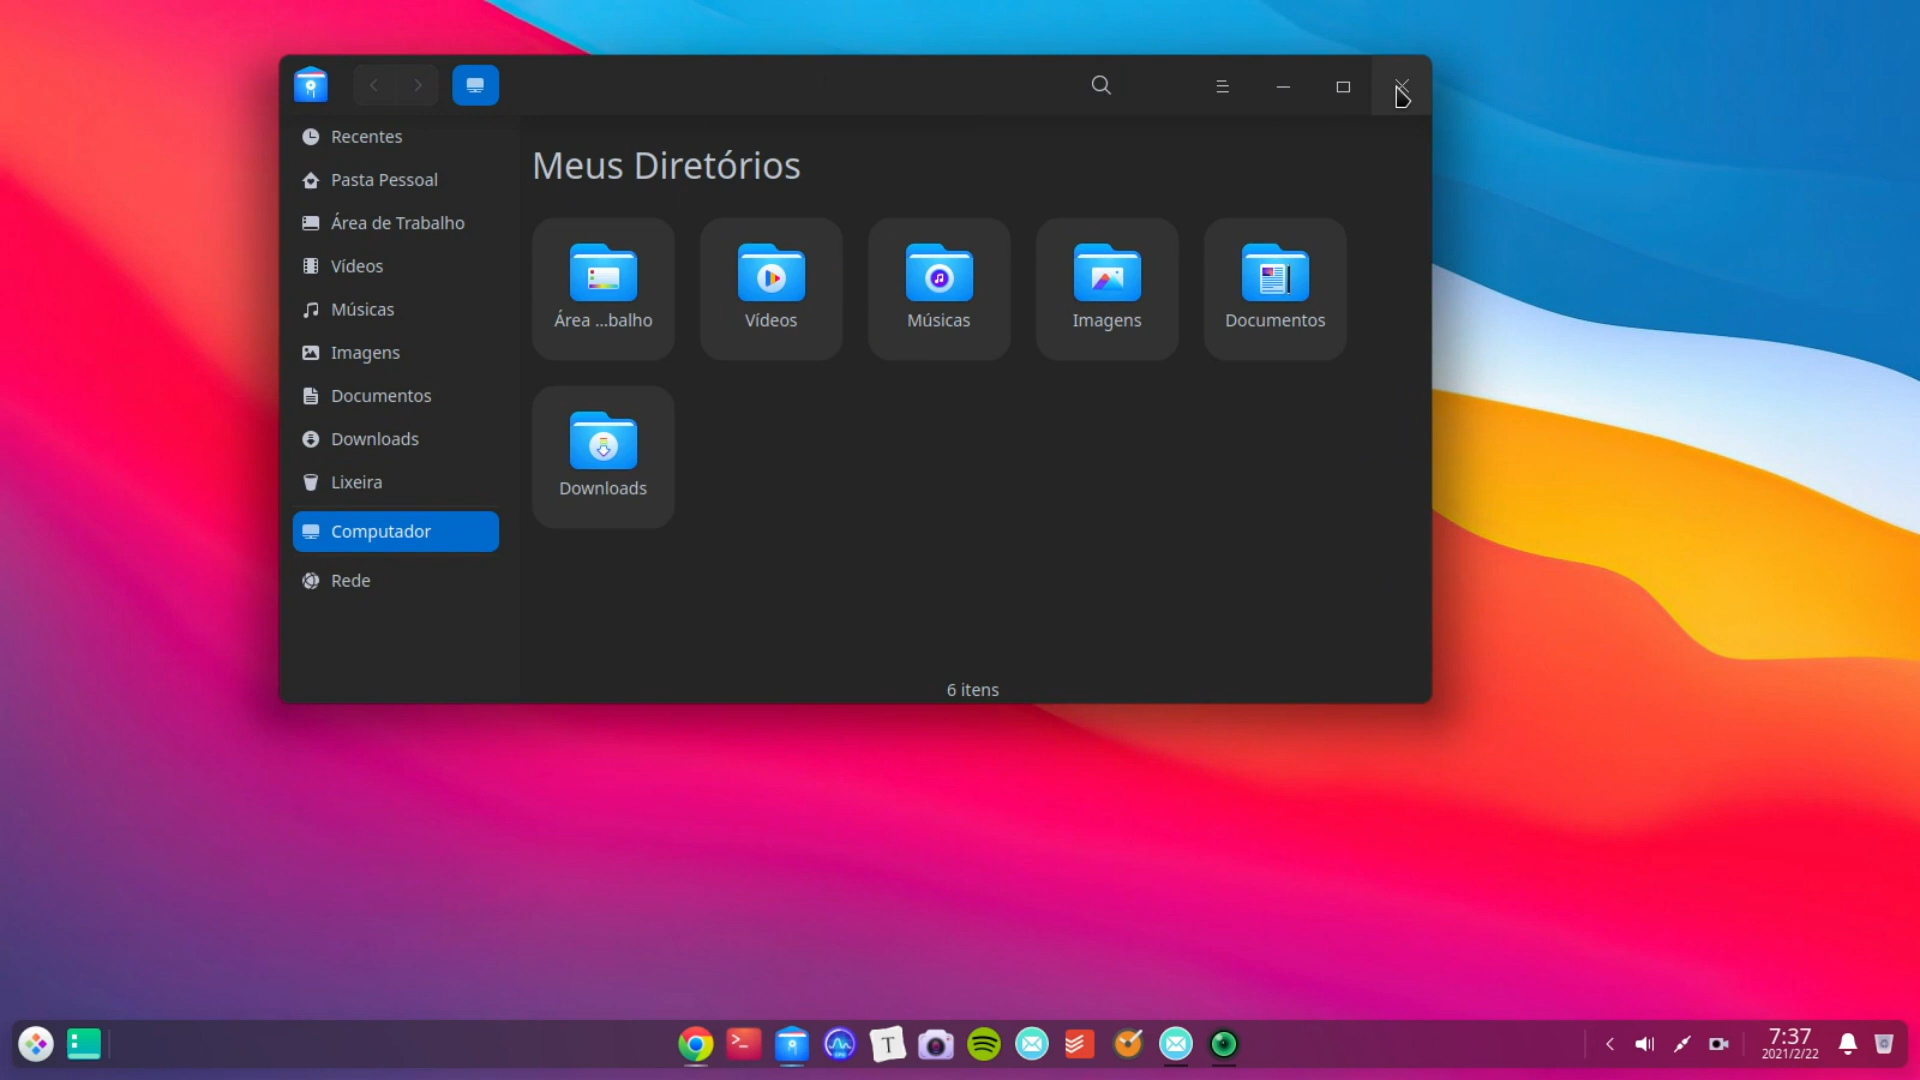 Recentes
Pasta Pessoal
Área de Trabalho
Vídeos
Músicas
Imagens
Documentos
Downloads
Lixeira
Computador
Rede
Meus Diretórios
Área ...balho
Vídeos
Músicas
Imagens
Documentos
Downloads
6 itens
T
7:37
2021/2/22